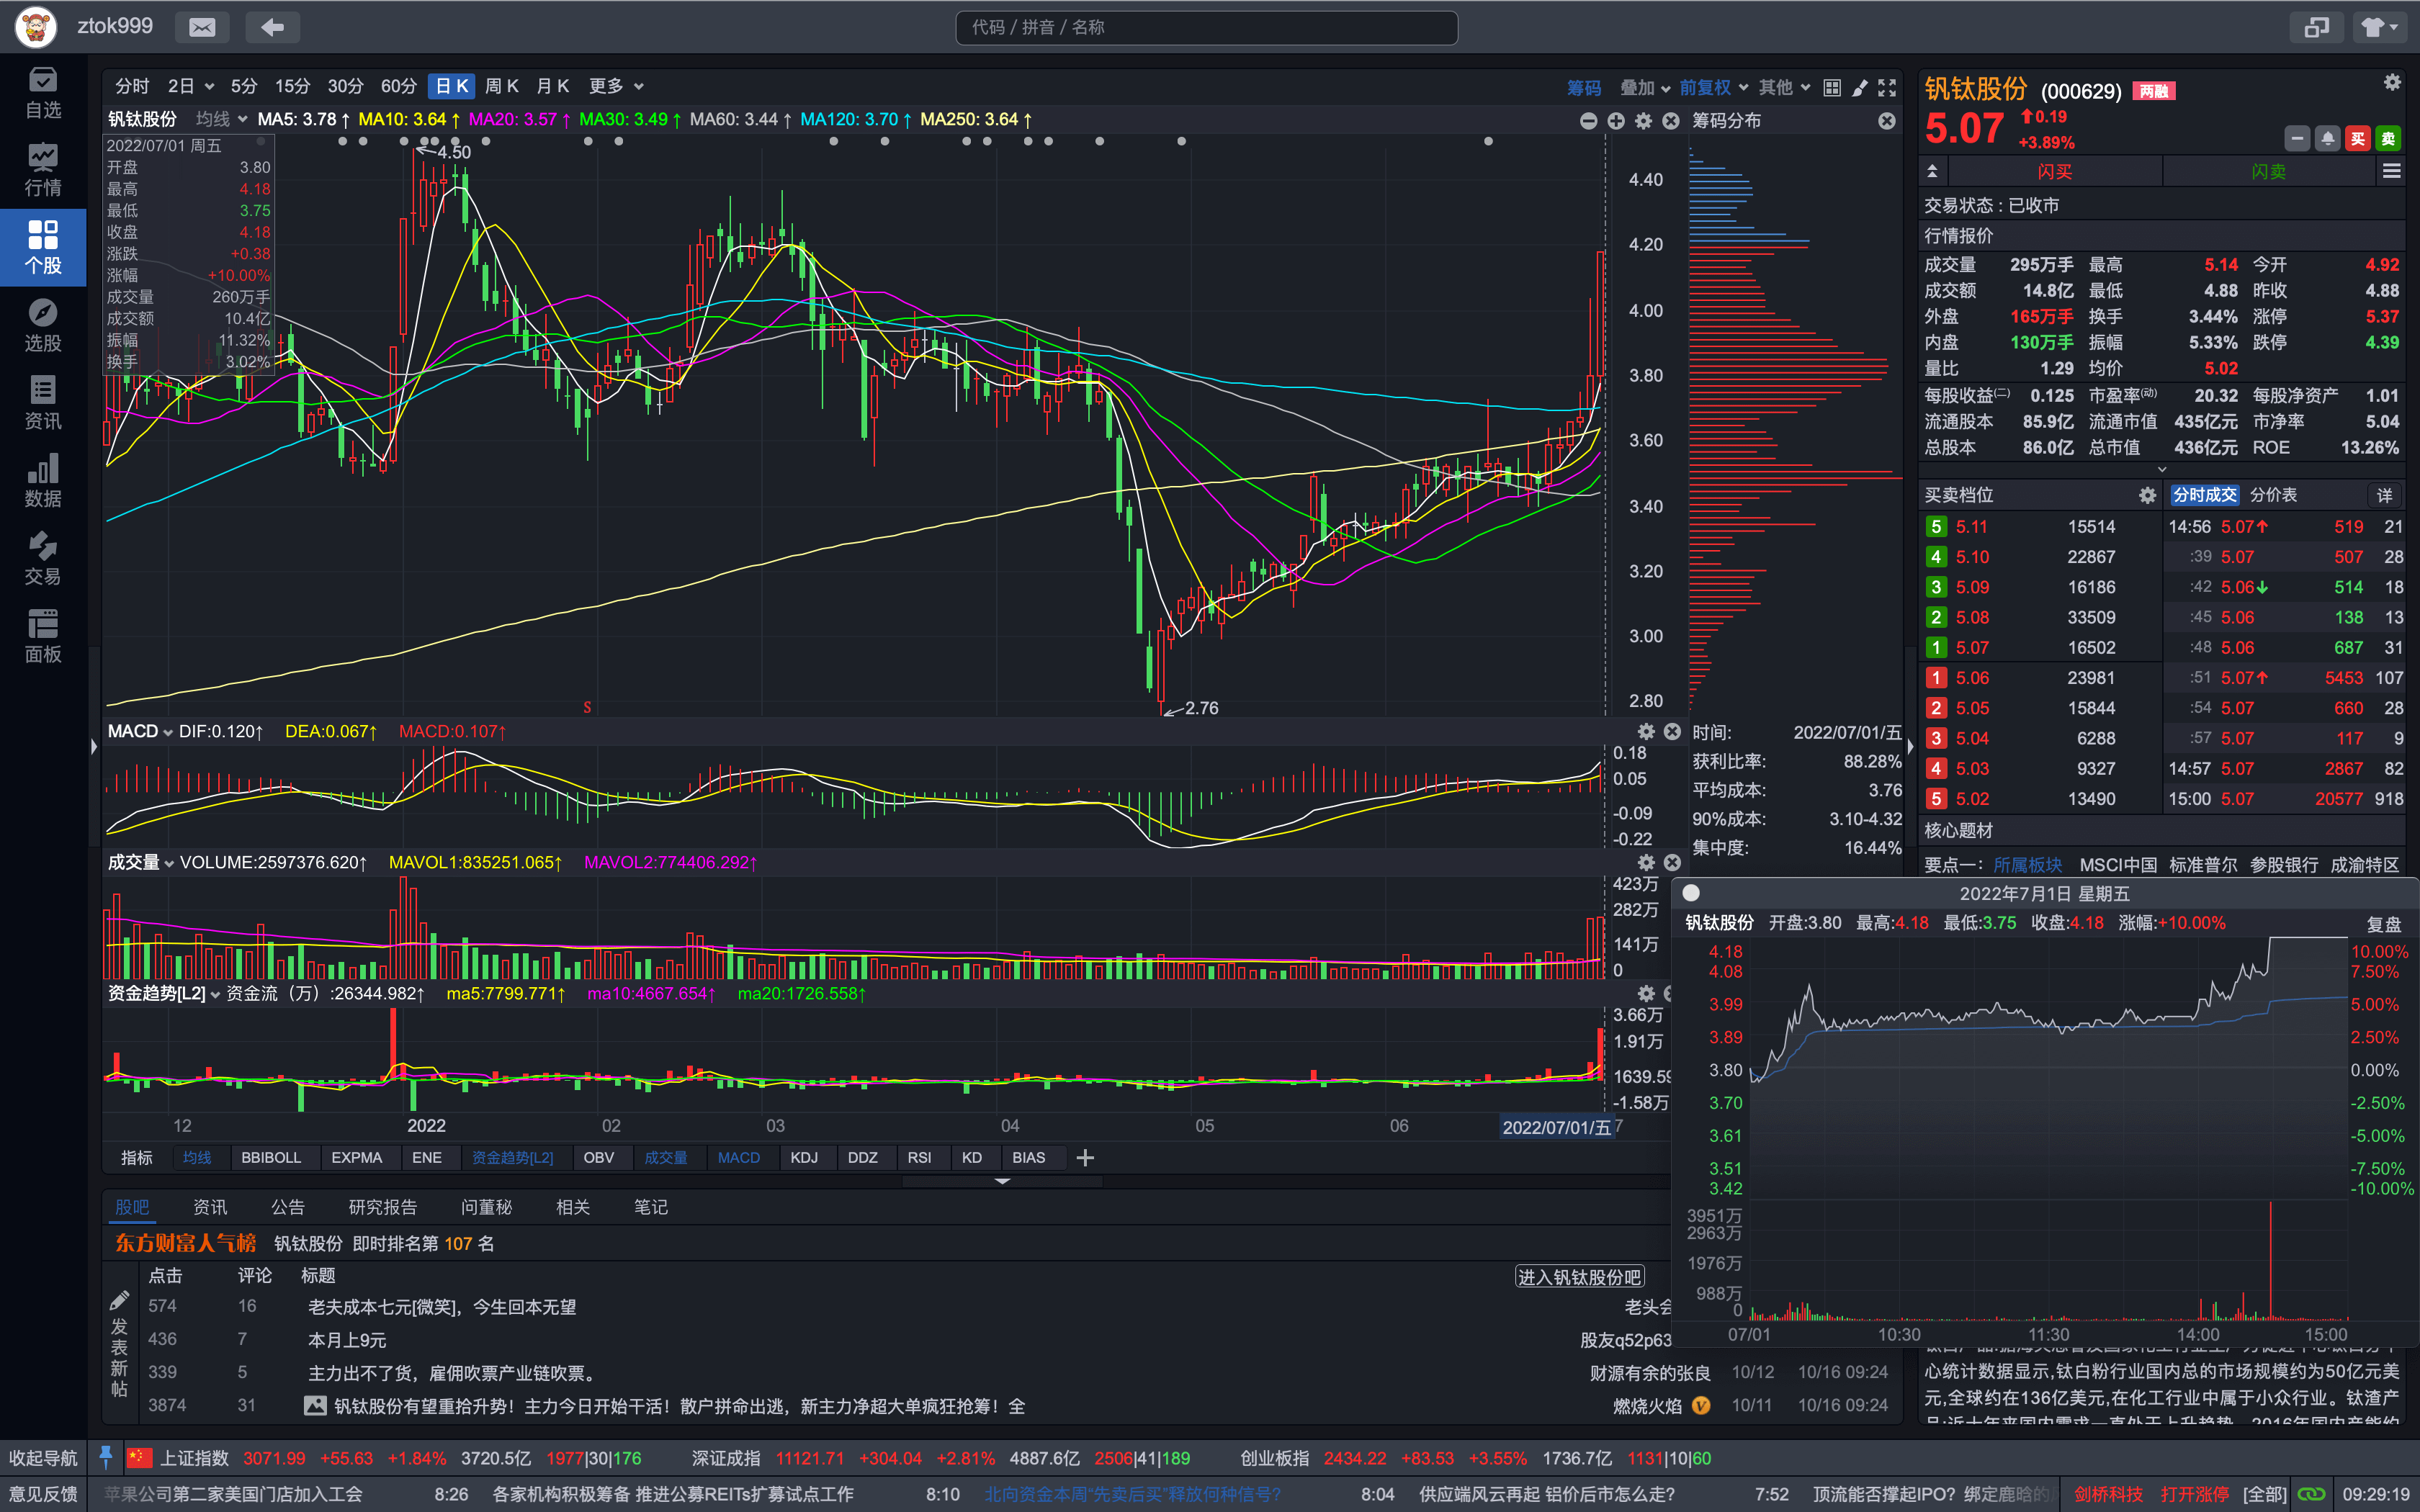 ztok999
代码 / 拼音 / 名称
自选
行情
个股
选股
资讯
数据
交易
面板
分时 2日 5分 15分 30分 60分 日K 周K 月K 更多
筹码 叠加 前复权 其他
钒钛股份 均线 MA5: 3.78↑ MA10: 3.64↑ MA20: 3.57↑ MA30: 3.49↑ MA60: 3.44↑ MA120: 3.70↑ MA250: 3.64↑
筹码分布
2022/07/01 周五
开盘 3.80
最高 4.18
最低 3.75
收盘 4.18
涨跌 +0.38
涨幅 +10.00%
成交量 260万手
成交额 10.4亿
振幅 11.32%
换手 3.02%
4.50
2.76
S
4.40
4.20
4.00
3.80
3.60
3.40
3.20
3.00
2.80
MACD DIF:0.120↑ DEA:0.067↑ MACD:0.107↑
0.18
0.05
-0.09
-0.22
成交量 VOLUME:2597376.620↑ MAVOL1:835251.065↑ MAVOL2:774406.292↑
423万
282万
141万
0
资金趋势[L2] 资金流（万）:26344.982↑ ma5:7799.771↑ ma10:4667.654↑ ma20:1726.558↑
3.66万
1.91万
1639.59
-1.58万
12 2022 02 03 04 05 06 2022/07/01/五 7
指标 均线 BBIBOLL EXPMA ENE 资金趋势[L2] OBV 成交量 MACD KDJ DDZ RSI KD BIAS
时间: 2022/07/01/五
获利比率: 88.28%
平均成本: 3.76
90%成本: 3.10-4.32
集中度: 16.44%
股吧 资讯 公告 研究报告 问董秘 相关 笔记
东方财富人气榜 钒钛股份 即时排名第 107 名
点击 评论 标题
进入钒钛股份吧
发表新帖
574 16 老夫成本七元[微笑]，今生回本无望 老头会
436 7 本月上9元 股友q52p63
339 5 主力出不了货，雇佣吹票产业链吹票。 财源有余的张良 10/12 10/16 09:24
3874 31 钒钛股份有望重拾升势！主力今日开始干活！散户拼命出逃，新主力净超大单疯狂抢筹！全 燃烧火焰 V 10/11 10/16 09:24
钒钛股份 (000629) 两融
5.07 0.19
+3.89%
买 卖
闪买 闪卖
交易状态 : 已收市
行情报价
成交量 295万手 最高 5.14 今开 4.92
成交额 14.8亿 最低 4.88 昨收 4.88
外盘 165万手 换手 3.44% 涨停 5.37
内盘 130万手 振幅 5.33% 跌停 4.39
量比 1.29 均价 5.02
每股收益(二) 0.125 市盈率(动) 20.32 每股净资产 1.01
流通股本 85.9亿 流通市值 435亿元 市净率 5.04
总股本 86.0亿 总市值 436亿元 ROE 13.26%
买卖档位 分时成交 分价表 详
5 5.11 15514 14:56 5.07↑ 519 21
4 5.10 22867 :39 5.07 507 28
3 5.09 16186 :42 5.06↓ 514 18
2 5.08 33509 :45 5.06 138 13
1 5.07 16502 :48 5.06 687 31
1 5.06 23981 :51 5.07↑ 5453 107
2 5.05 15844 :54 5.07 660 28
3 5.04 6288 :57 5.07 117 9
4 5.03 9327 14:57 5.07 2867 82
5 5.02 13490 15:00 5.07 20577 918
核心题材
要点一： 所属板块 MSCI中国 标准普尔 参股银行 成渝特区
2022年7月1日 星期五
钒钛股份 开盘:3.80 最高:4.18 最低:3.75 收盘:4.18 涨幅:+10.00% 复盘
4.18 10.00%
4.08 7.50%
3.99 5.00%
3.89 2.50%
3.80 0.00%
3.70 -2.50%
3.61 -5.00%
3.51 -7.50%
3.42 -10.00%
3951万
2963万
1976万
988万
0
07/01 10:30 11:30 14:00 15:00
心统计数据显示,钛白粉行业国内总的市场规模约为50亿元美
元,全球约在136亿美元,在化工行业中属于小众行业。钛渣产
收起导航 上证指数 3071.99 +55.63 +1.84% 3720.5亿 1977|30|176 深证成指 11121.71 +304.04 +2.81% 4887.6亿 2506|41|189 创业板指 2434.22 +83.53 +3.55% 1736.7亿 1131|10|60
意见反馈 苹果公司第二家美国门店加入工会 8:26 各家机构积极筹备 推进公募REITs扩募试点工作 8:10 北向资金本周“先卖后买”释放何种信号? 8:04 供应端风云再起 铝价后市怎么走? 7:52 顶流能否撑起IPO? 绑定鹿晗的 剑桥科技 打开涨停 [全部] 09:29:19